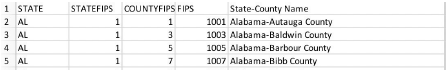 1 STATE STATEFIPS COUNTYFIPS FIPS State-County Name
2 AL 1 1 1001 Alabama-Autauga County
3 AL 1 3 1003 Alabama-Baldwin County
4 AL 1 5 1005 Alabama-Barbour County
5 AL 1 7 1007 Alabama-Bibb County